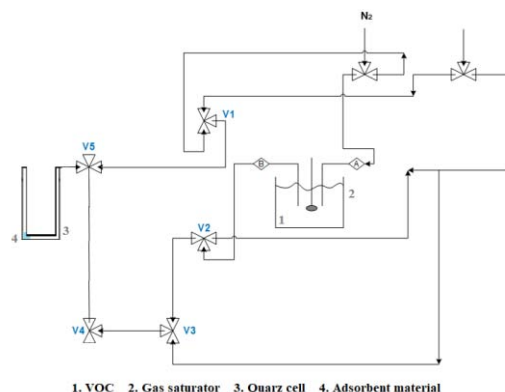 N₂
V1
V5
B
A
2
1
V2
3
4
V4
V3
1. VOC 2. Gas saturator 3. Quarz cell 4. Adsorbent material